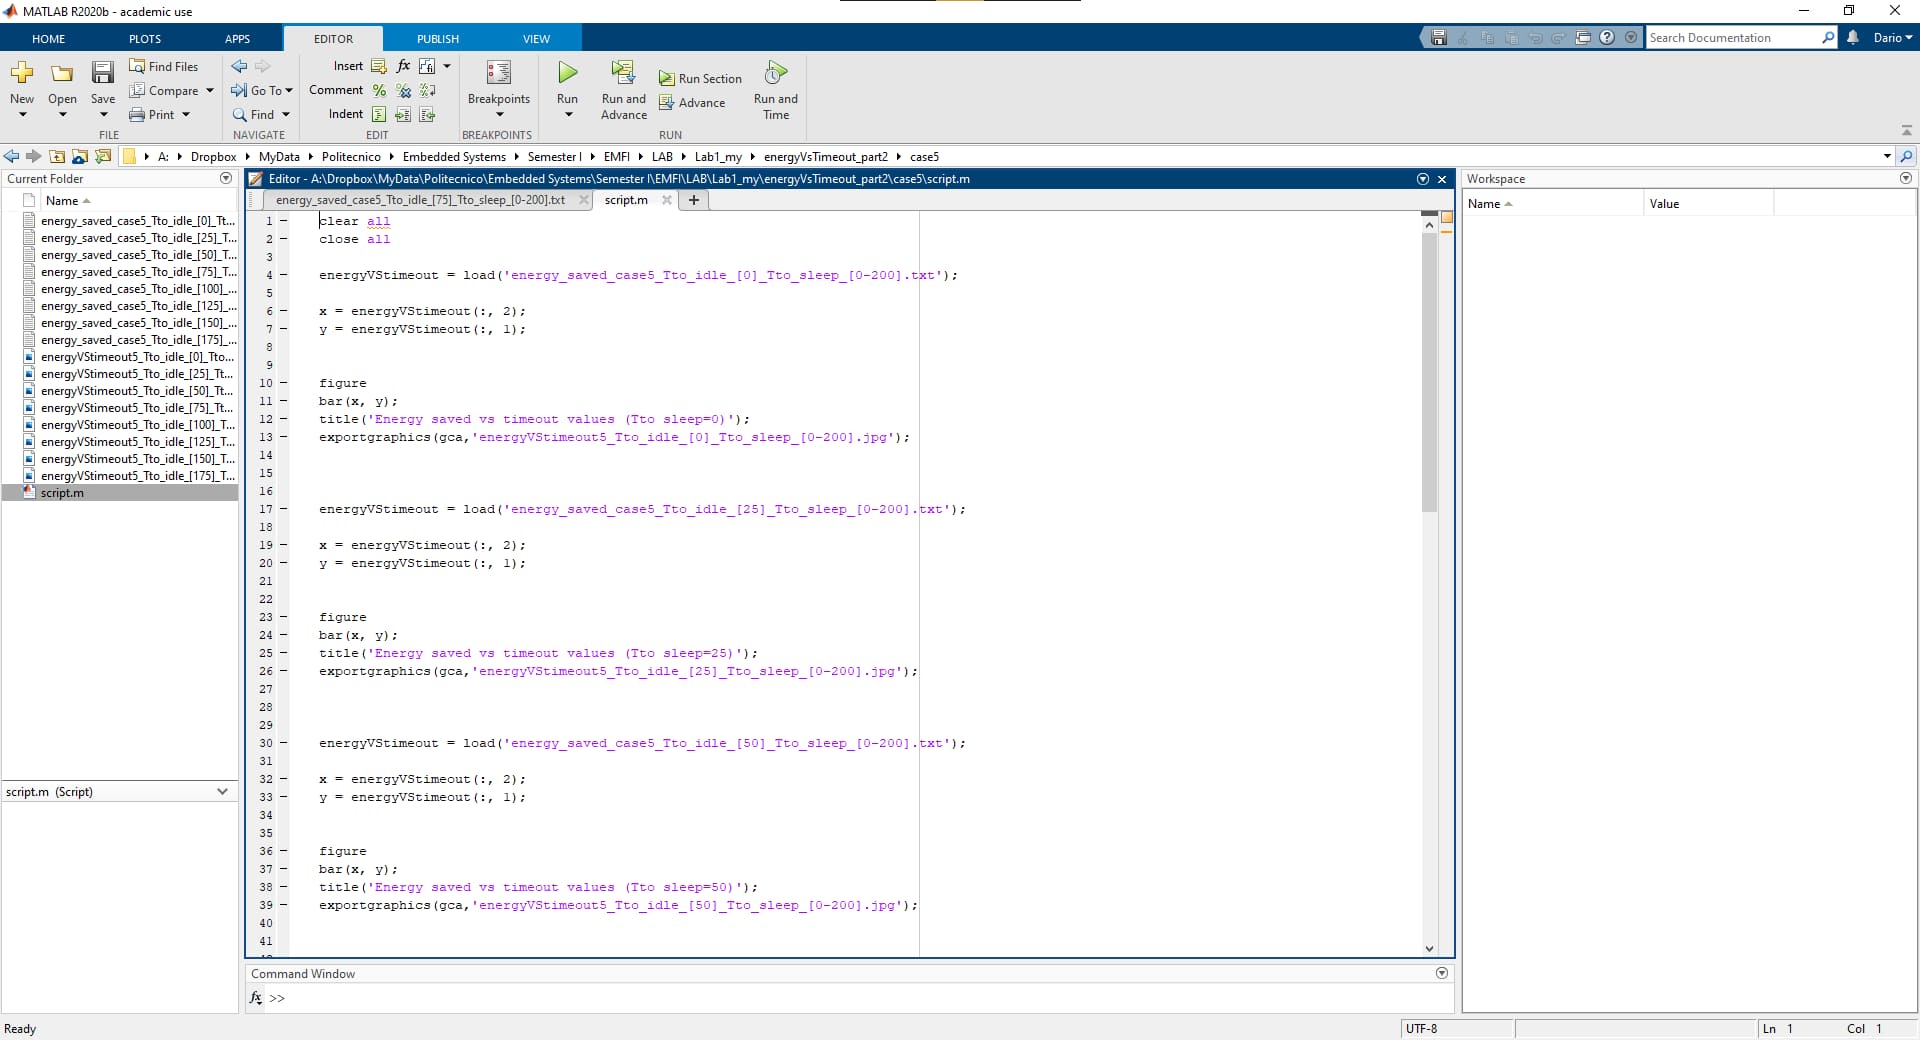 MATLAB R2020b - academic use
HOME PLOTS APPS EDITOR PUBLISH VIEW
Search Documentation
Dario
New Open Save
Find Files
Compare
Print
FILE
Go To
Find
NAVIGATE
Insert fx
Comment
Indent
EDIT
Breakpoints
BREAKPOINTS
Run
Run and Advance
Run Section
Advance
Run and Time
RUN
A: Dropbox MyData Politecnico Embedded Systems Semester I EMFI LAB Lab1_my energyVsTimeout_part2 case5
Current Folder
Name
energy_saved_case5_Tto_idle_[0]_Tt...
energy_saved_case5_Tto_idle_[25]_T...
energy_saved_case5_Tto_idle_[50]_T...
energy_saved_case5_Tto_idle_[75]_T...
energy_saved_case5_Tto_idle_[100]_...
energy_saved_case5_Tto_idle_[125]_...
energy_saved_case5_Tto_idle_[150]_...
energy_saved_case5_Tto_idle_[175]_...
energyVStimeout5_Tto_idle_[0]_Tto...
energyVStimeout5_Tto_idle_[25]_Tt...
energyVStimeout5_Tto_idle_[50]_Tt...
energyVStimeout5_Tto_idle_[75]_Tt...
energyVStimeout5_Tto_idle_[100]_T...
energyVStimeout5_Tto_idle_[125]_T...
energyVStimeout5_Tto_idle_[150]_T...
energyVStimeout5_Tto_idle_[175]_T...
script.m
script.m (Script)
Editor - A:\Dropbox\MyData\Politecnico\Embedded Systems\Semester I\EMFI\LAB\Lab1_my\energyVsTimeout_part2\case5\script.m
energy_saved_case5_Tto_idle_[75]_Tto_sleep_[0-200].txt script.m +
1 – clear all
2 – close all
3
4 – energyVStimeout = load('energy_saved_case5_Tto_idle_[0]_Tto_sleep_[0-200].txt');
5
6 – x = energyVStimeout(:, 2);
7 – y = energyVStimeout(:, 1);
8
9
10 – figure
11 – bar(x, y);
12 – title('Energy saved vs timeout values (Tto sleep=0)');
13 – exportgraphics(gca,'energyVStimeout5_Tto_idle_[0]_Tto_sleep_[0-200].jpg');
14
15
16
17 – energyVStimeout = load('energy_saved_case5_Tto_idle_[25]_Tto_sleep_[0-200].txt');
18
19 – x = energyVStimeout(:, 2);
20 – y = energyVStimeout(:, 1);
21
22
23 – figure
24 – bar(x, y);
25 – title('Energy saved vs timeout values (Tto sleep=25)');
26 – exportgraphics(gca,'energyVStimeout5_Tto_idle_[25]_Tto_sleep_[0-200].jpg');
27
28
29
30 – energyVStimeout = load('energy_saved_case5_Tto_idle_[50]_Tto_sleep_[0-200].txt');
31
32 – x = energyVStimeout(:, 2);
33 – y = energyVStimeout(:, 1);
34
35
36 – figure
37 – bar(x, y);
38 – title('Energy saved vs timeout values (Tto sleep=50)');
39 – exportgraphics(gca,'energyVStimeout5_Tto_idle_[50]_Tto_sleep_[0-200].jpg');
40
41
Command Window
fx >>
Workspace
Name Value
Ready
UTF-8
Ln 1 Col 1